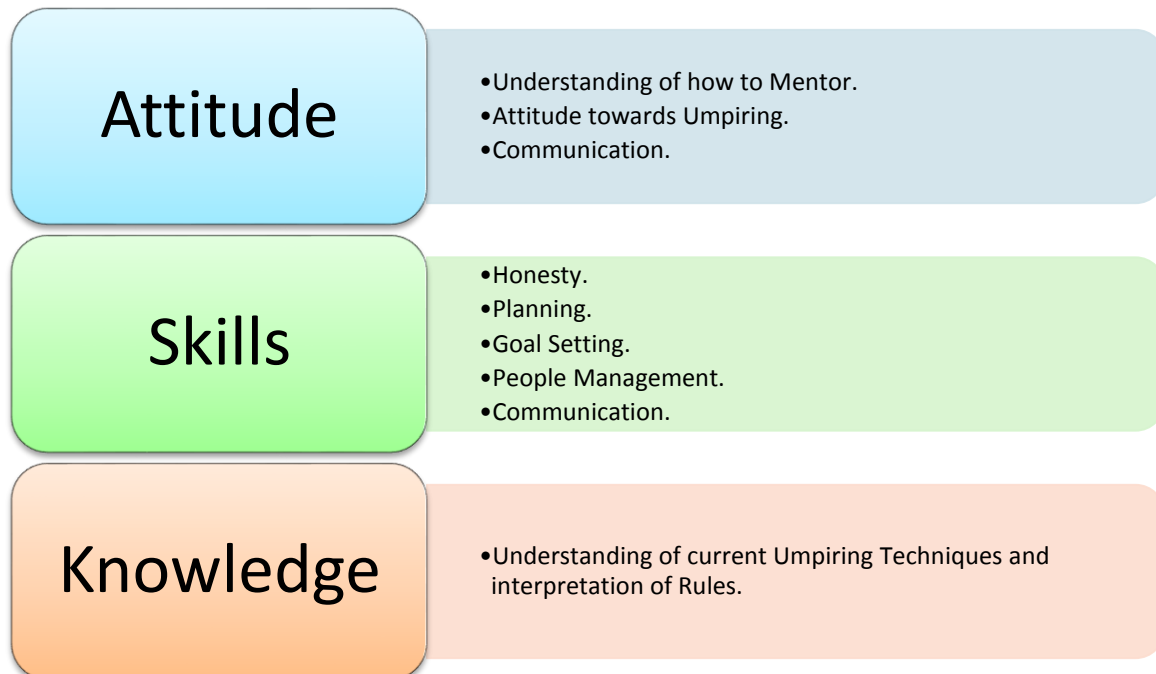 Attitude
•Understanding of how to Mentor.
•Attitude towards Umpiring.
•Communication.
Skills
•Honesty.
•Planning.
•Goal Setting.
•People Management.
•Communication.
Knowledge
•Understanding of current Umpiring Techniques and
interpretation of Rules.